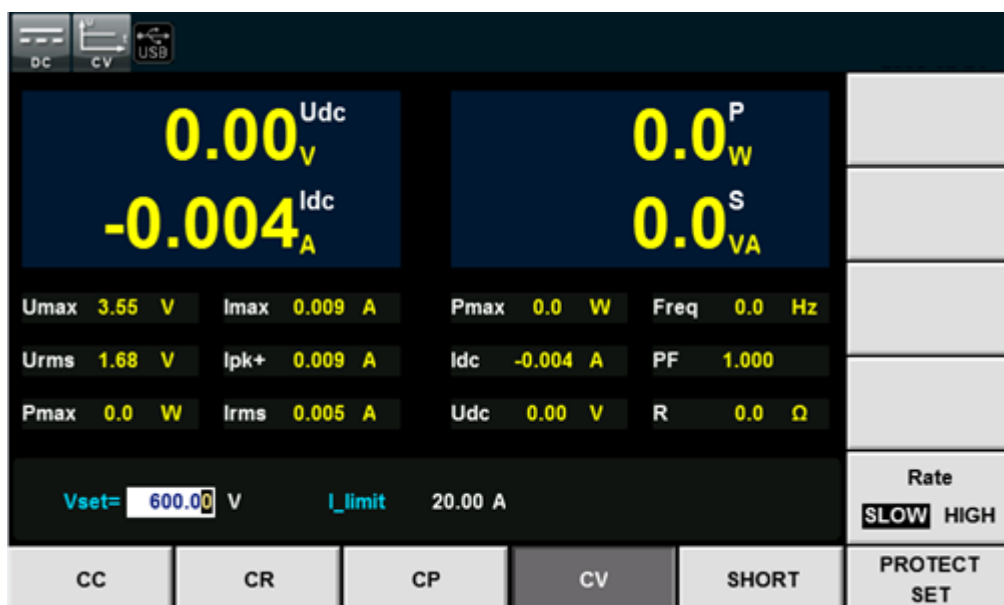 DC CV USB
u t
0.00 Udc V
0.0 P W
-0.004 Idc A
0.0 S VA
Umax 3.55 V Imax 0.009 A Pmax 0.0 W Freq 0.0 Hz
Urms 1.68 V Ipk+ 0.009 A Idc -0.004 A PF 1.000
Pmax 0.0 W Irms 0.005 A Udc 0.00 V R 0.0 Ω
Vset= 600.00 V I_limit 20.00 A
Rate
SLOW HIGH
CC CR CP CV SHORT
PROTECT
SET